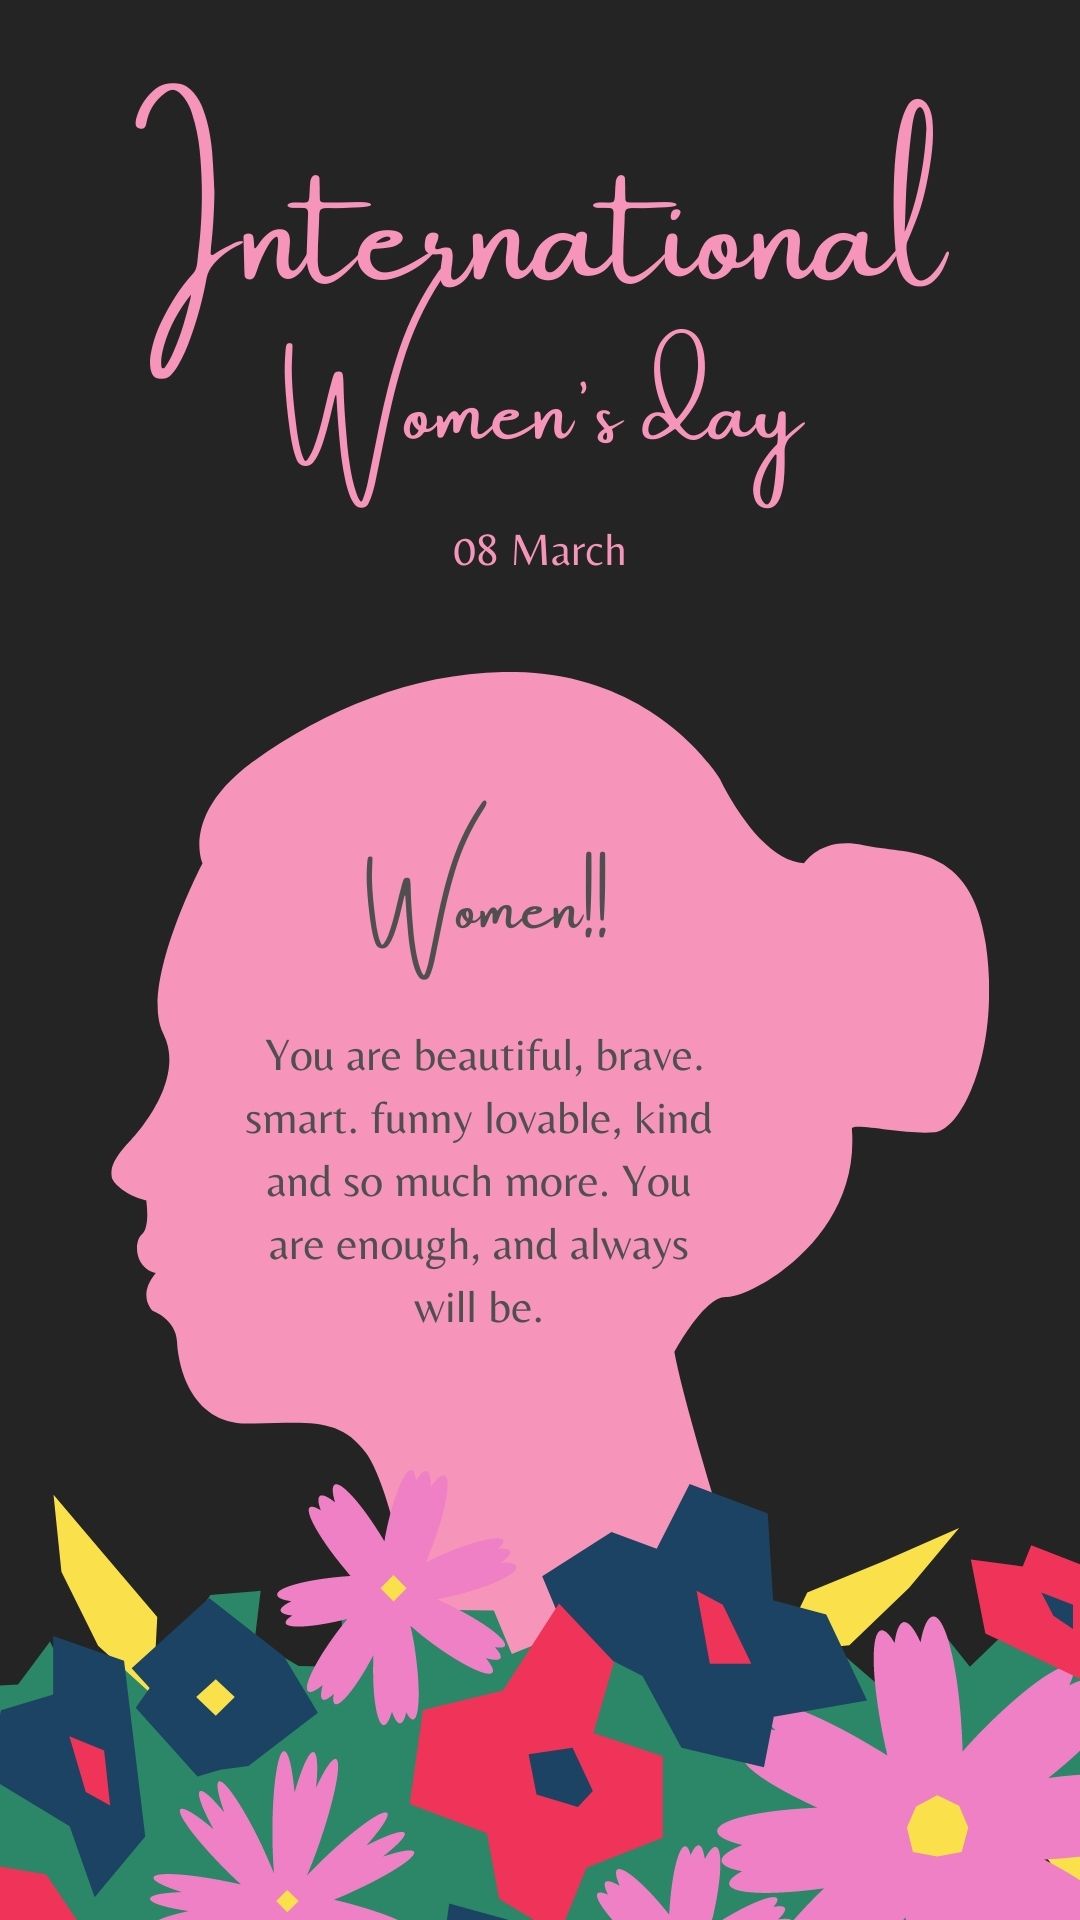 International
Women's day
08 March
Women!!
You are beautiful, brave.
smart. funny lovable, kind
and so much more. You
are enough, and always
will be.